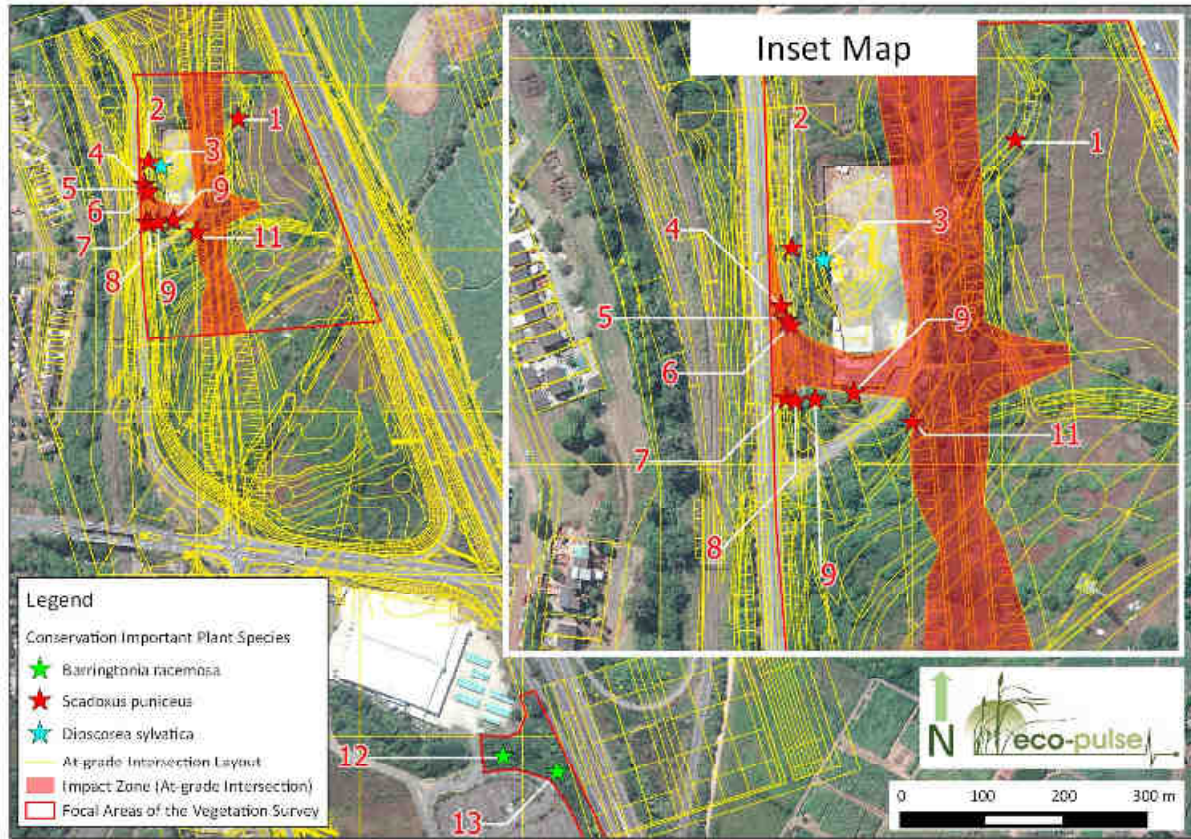 Inset Map
1
2
3
4
5
6
7
8
9
9
11
12
13
1
2
3
4
5
6
7
8
9
9
11
Legend
Conservation Important Plant Species
Barringtonia racemosa
Scadoxus puniceus
Dioscorea sylvatica
At-grade Intersection Layout
Impact Zone (At-grade Intersection)
Focal Areas of the Vegetation Survey
N
eco-pulse
0 100 200 300 m